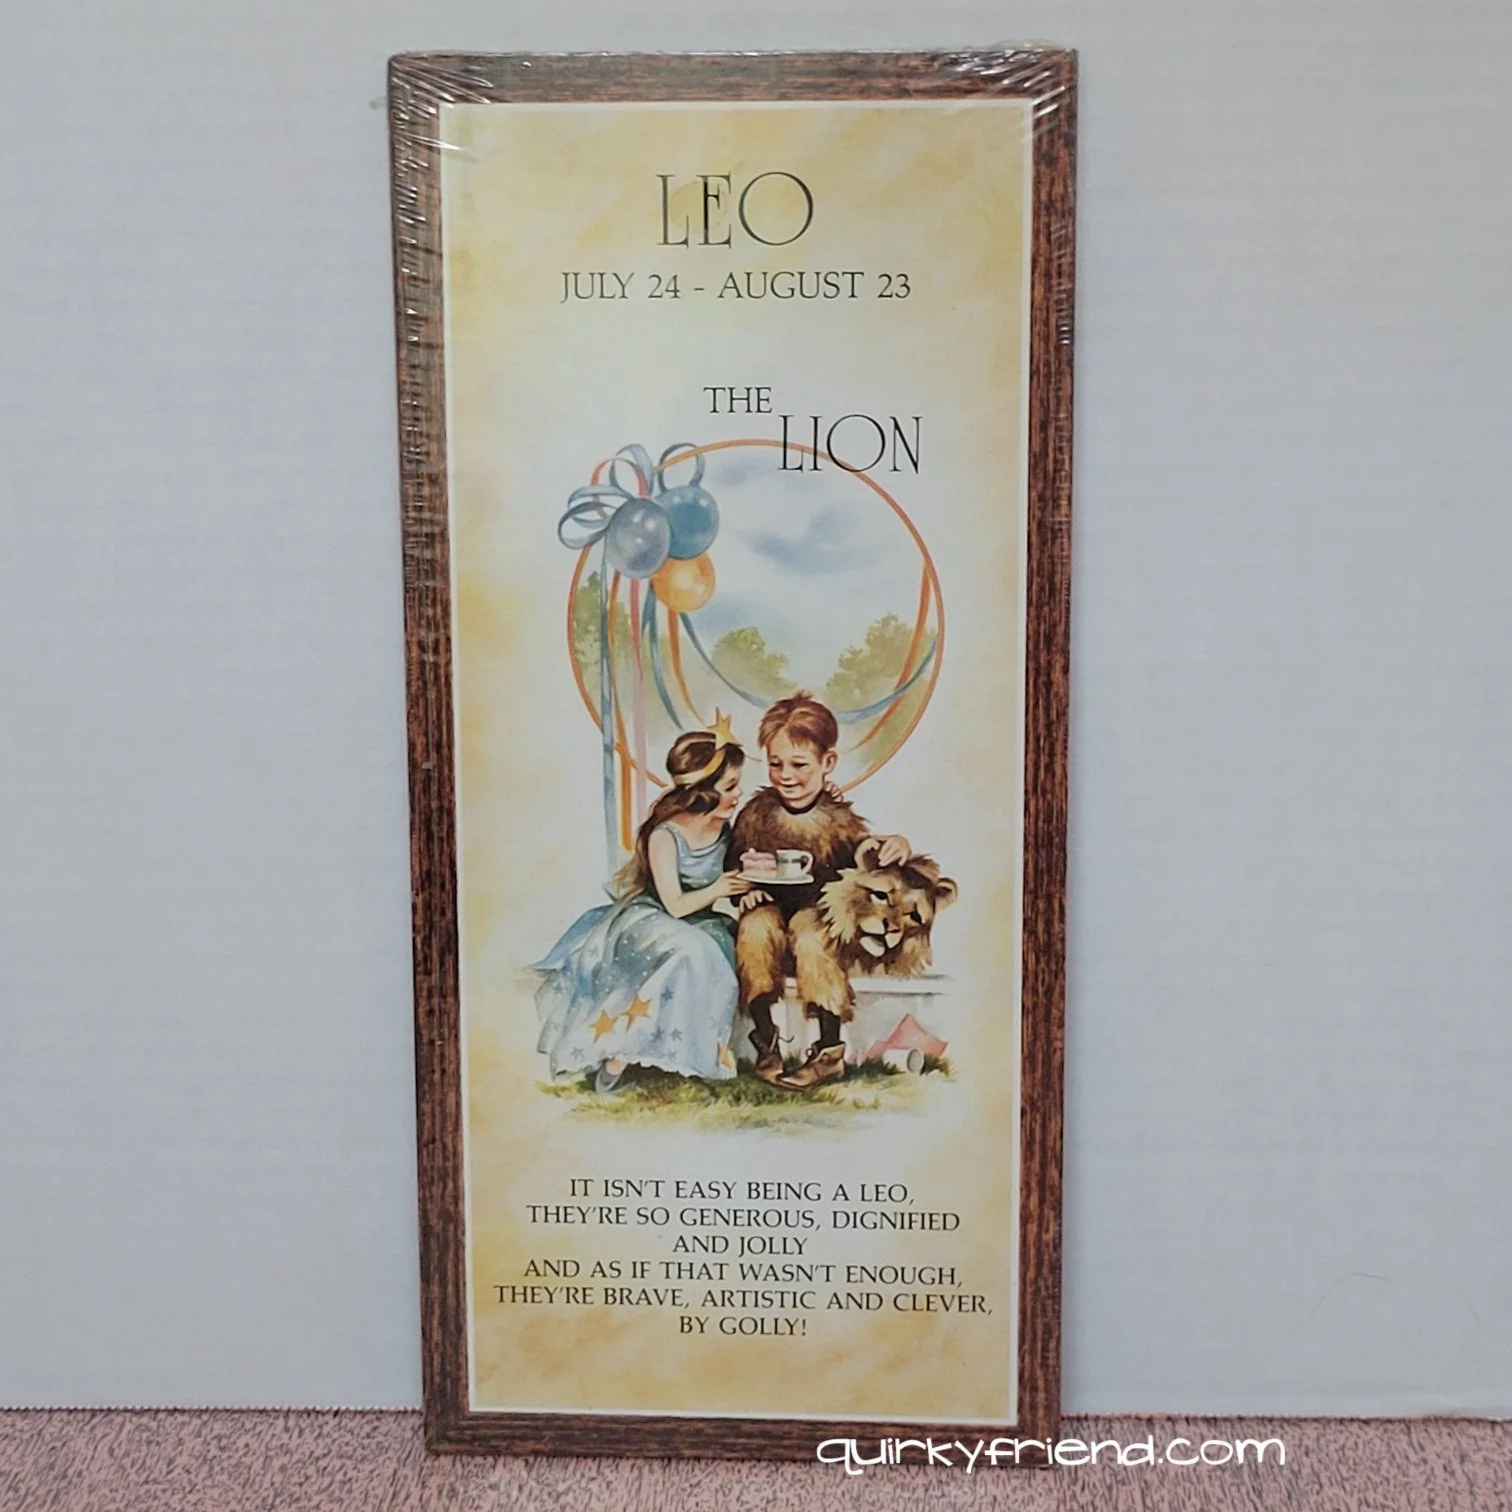 LEO
JULY 24 - AUGUST 23
THE
LION
IT ISN'T EASY BEING A LEO,
THEY'RE SO GENEROUS, DIGNIFIED
AND JOLLY
AND AS IF THAT WASN'T ENOUGH,
THEY'RE BRAVE, ARTISTIC AND CLEVER,
BY GOLLY!
quirkyfriend.com